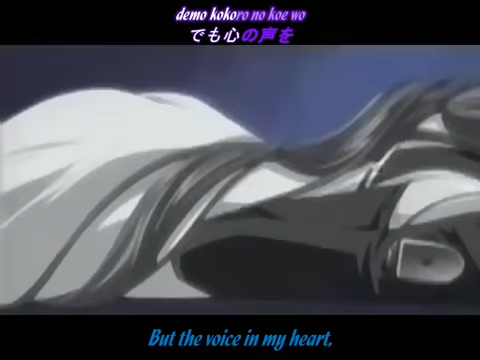 demo kokoro no koe wo
でも心の声を
But the voice in my heart,